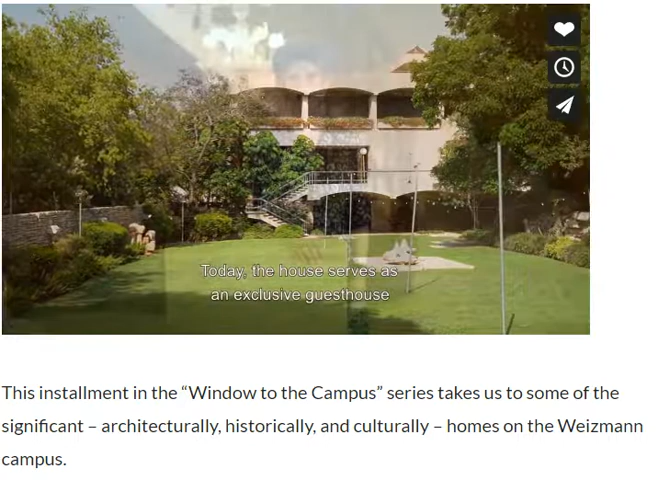 Today, the house serves as
an exclusive guesthouse
This installment in the “Window to the Campus” series takes us to some of the
significant – architecturally, historically, and culturally – homes on the Weizmann
campus.